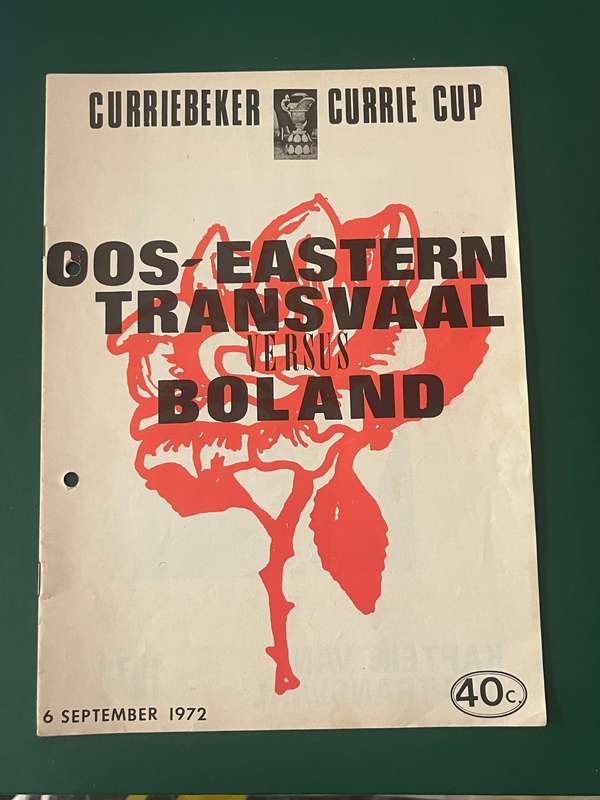 CURRIEBEKER CURRIE CUP
OOS-EASTERN
TRANSVAAL
VERSUS
BOLAND
6 SEPTEMBER 1972
40c.